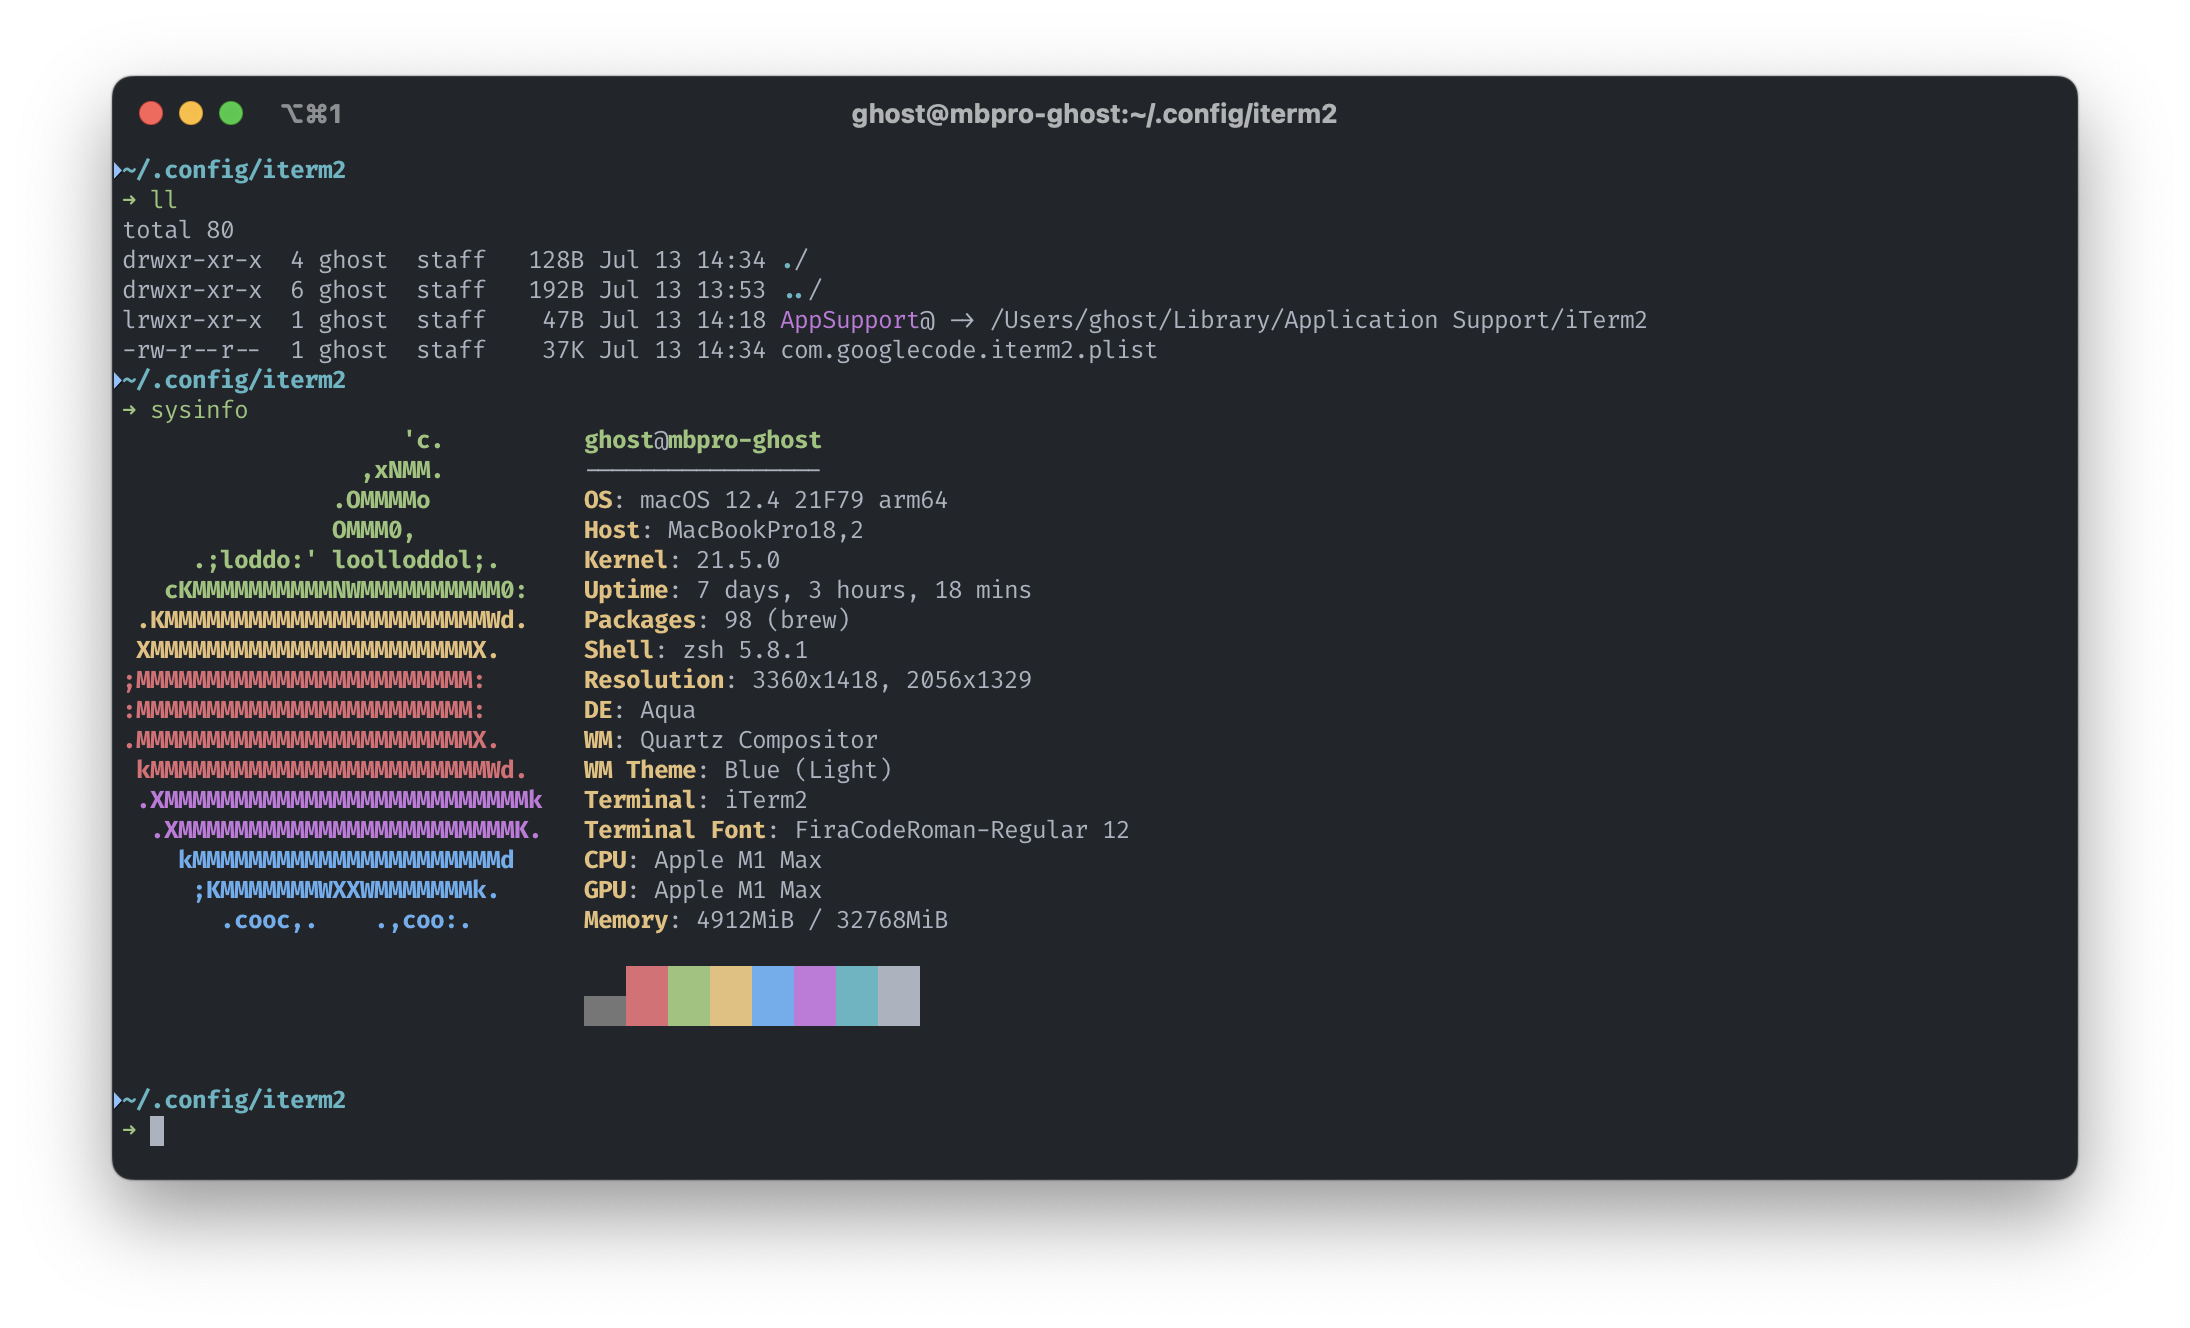 ⌥⌘1 ghost@mbpro-ghost:~/.config/iterm2
~/.config/iterm2
→ ll
total 80
drwxr-xr-x  4 ghost  staff   128B Jul 13 14:34 ./
drwxr-xr-x  6 ghost  staff   192B Jul 13 13:53 ../
lrwxr-xr-x  1 ghost  staff    47B Jul 13 14:18 AppSupport@ -> /Users/ghost/Library/Application Support/iTerm2
-rw-r--r--  1 ghost  staff    37K Jul 13 14:34 com.googlecode.iterm2.plist
~/.config/iterm2
→ sysinfo
                    'c.          ghost@mbpro-ghost
                 ,xNMM.          -----------------
               .OMMMMo           OS: macOS 12.4 21F79 arm64
               OMMM0,            Host: MacBookPro18,2
     .;loddo:' loolloddol;.      Kernel: 21.5.0
   cKMMMMMMMMMMNWMMMMMMMMMM0:    Uptime: 7 days, 3 hours, 18 mins
 .KMMMMMMMMMMMMMMMMMMMMMMMWd.    Packages: 98 (brew)
 XMMMMMMMMMMMMMMMMMMMMMMMX.      Shell: zsh 5.8.1
;MMMMMMMMMMMMMMMMMMMMMMMM:       Resolution: 3360x1418, 2056x1329
:MMMMMMMMMMMMMMMMMMMMMMMM:       DE: Aqua
.MMMMMMMMMMMMMMMMMMMMMMMMX.      WM: Quartz Compositor
 kMMMMMMMMMMMMMMMMMMMMMMMMWd.    WM Theme: Blue (Light)
 .XMMMMMMMMMMMMMMMMMMMMMMMMMMk   Terminal: iTerm2
  .XMMMMMMMMMMMMMMMMMMMMMMMMK.   Terminal Font: FiraCodeRoman-Regular 12
    kMMMMMMMMMMMMMMMMMMMMMMd     CPU: Apple M1 Max
     ;KMMMMMMMWXXWMMMMMMMk.      GPU: Apple M1 Max
       .cooc,.    .,coo:.        Memory: 4912MiB / 32768MiB
~/.config/iterm2
→